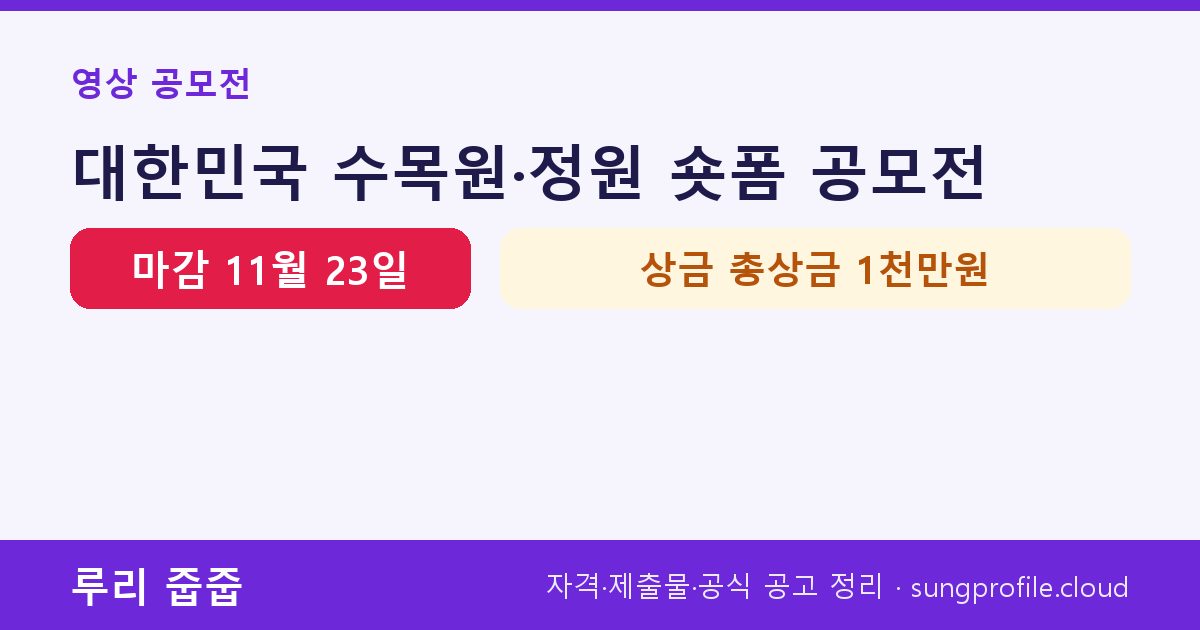 영상 공모전
대한민국 수목원·정원 숏폼 공모전
마감 11월 23일
상금 총상금 1천만원
루리 줍줍
자격·제출물·공식 공고 정리 · sungprofile.cloud